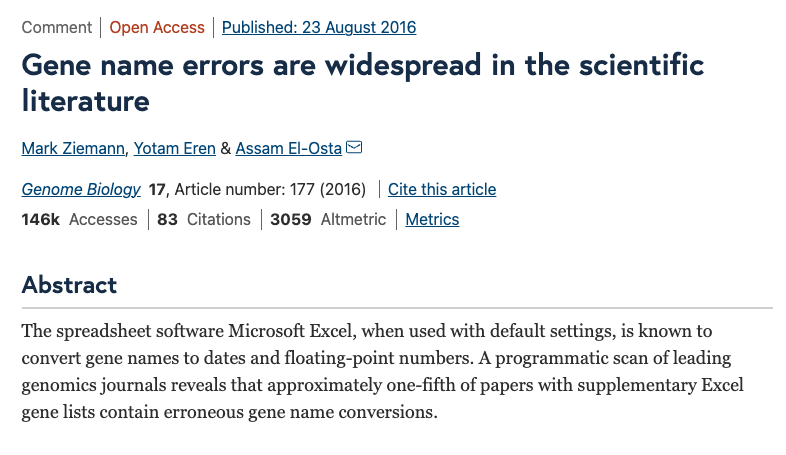 Comment | Open Access | Published: 23 August 2016
Gene name errors are widespread in the scientific
literature
Mark Ziemann, Yotam Eren & Assam El-Osta
Genome Biology 17, Article number: 177 (2016) | Cite this article
146k Accesses | 83 Citations | 3059 Altmetric | Metrics
Abstract
The spreadsheet software Microsoft Excel, when used with default settings, is known to
convert gene names to dates and floating-point numbers. A programmatic scan of leading
genomics journals reveals that approximately one-fifth of papers with supplementary Excel
gene lists contain erroneous gene name conversions.